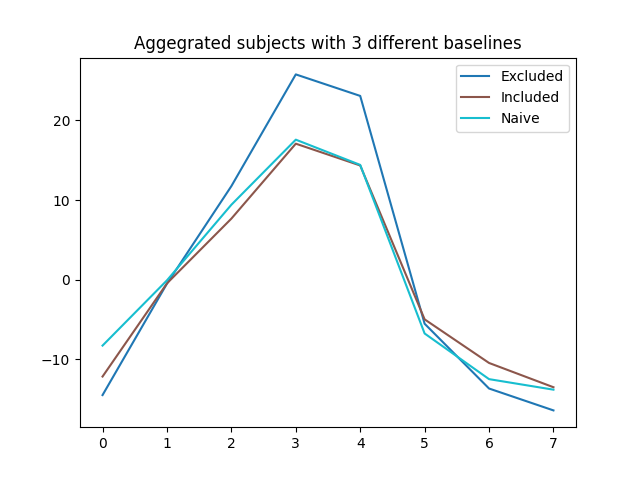 Aggegrated subjects with 3 different baselines
Excluded
Included
Naive
20
10
0
−10
0 1 2 3 4 5 6 7